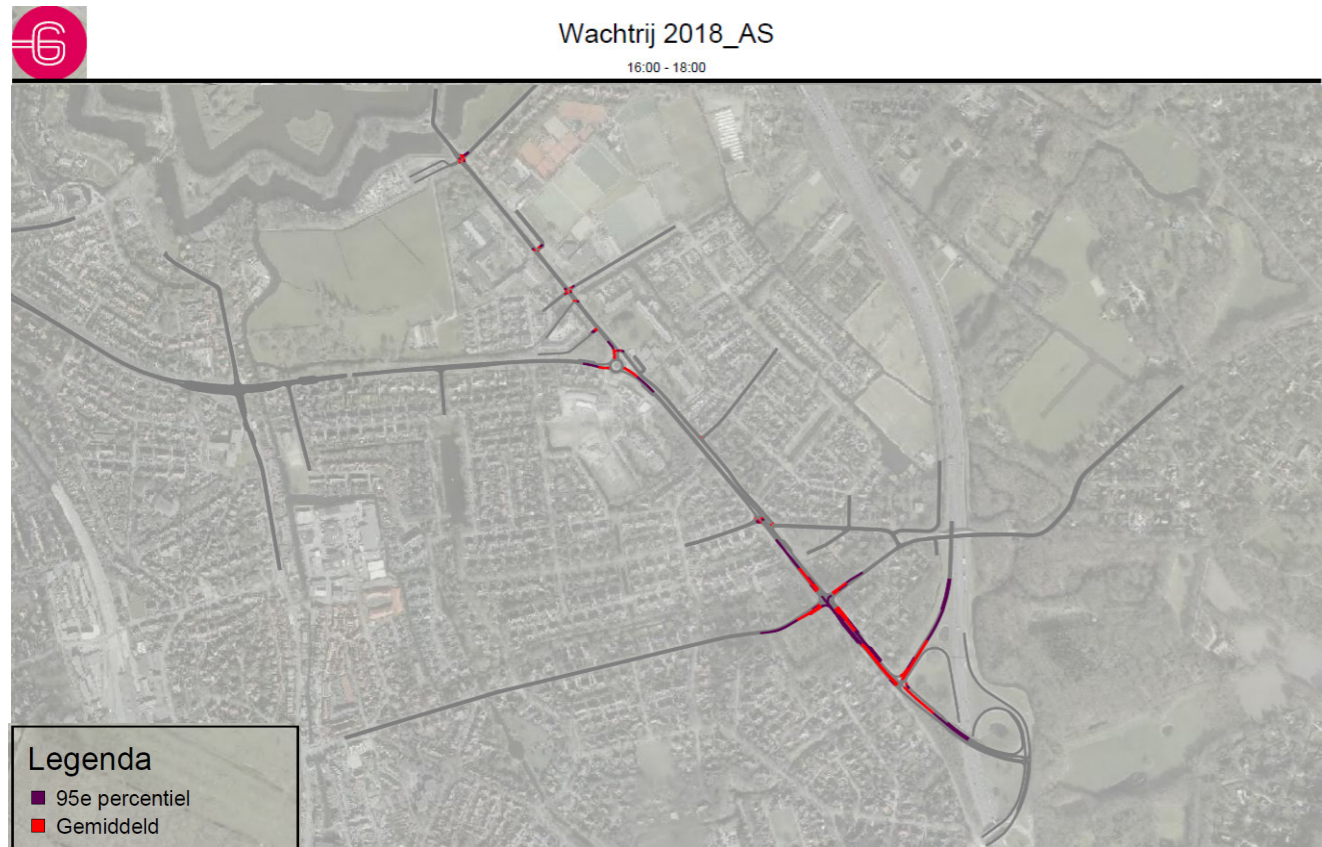 Wachtrij 2018_AS
16:00 - 18:00
Legenda
95e percentiel
Gemiddeld